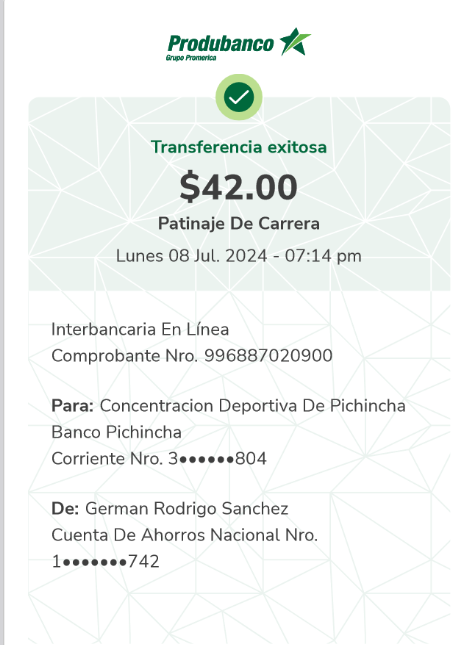 Produbanco
Grupo Promerica
Transferencia exitosa
$42.00
Patinaje De Carrera
Lunes 08 Jul. 2024 - 07:14 pm
Interbancaria En Línea
Comprobante Nro. 996887020900
Para: Concentracion Deportiva De Pichincha
Banco Pichincha
Corriente Nro. 3••••••804
De: German Rodrigo Sanchez
Cuenta De Ahorros Nacional Nro.
1•••••••742